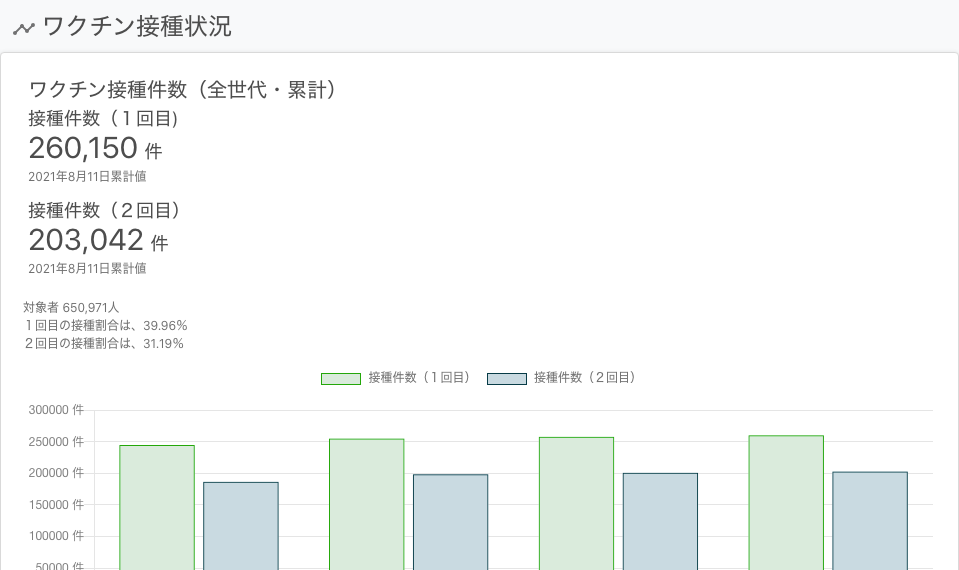 ワクチン接種状況
ワクチン接種件数（全世代・累計）
接種件数（１回目)
260,150 件
2021年8月11日累計値
接種件数（２回目）
203,042 件
2021年8月11日累計値
対象者 650,971人
１回目の接種割合は、39.96%
２回目の接種割合は、31.19%
接種件数（１回目） 接種件数（２回目）
300000 件
250000 件
200000 件
150000 件
100000 件
50000 件